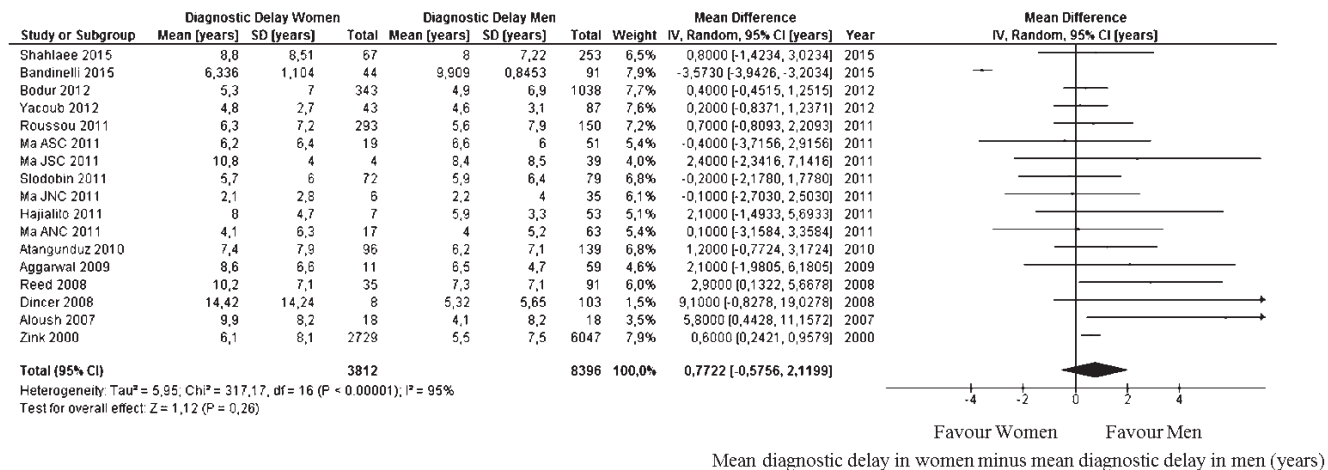 Diagnostic Delay Women Diagnostic Delay Men Mean Difference Mean Difference
Study or Subgroup Mean [years] SD [years] Total Mean [years] SD [years] Total Weight IV, Random, 95% CI [years] Year IV, Random, 95% CI [years]
Shahlaee 2015 8,8 8,51 67 8 7,22 253 6,5% 0,8000 [-1,4234, 3,0234] 2015
Bandinelli 2015 6,336 1,104 44 9,909 0,8453 91 7,9% -3,5730 [-3,9426, -3,2034] 2015
Bodur 2012 5,3 7 343 4,9 6,9 1038 7,7% 0,4000 [-0,4515, 1,2515] 2012
Yacoub 2012 4,8 2,7 43 4,6 3,1 87 7,6% 0,2000 [-0,8371, 1,2371] 2012
Roussou 2011 6,3 7,2 293 5,6 7,9 150 7,2% 0,7000 [-0,8093, 2,2093] 2011
Ma ASC 2011 6,2 6,4 19 6,6 6 51 5,4% -0,4000 [-3,7156, 2,9156] 2011
Ma JSC 2011 10,8 4 4 8,4 8,5 39 4,0% 2,4000 [-2,3416, 7,1416] 2011
Slodobin 2011 5,7 6 72 5,9 6,4 79 6,8% -0,2000 [-2,1780, 1,7780] 2011
Ma JNC 2011 2,1 2,8 6 2,2 4 35 6,1% -0,1000 [-2,7030, 2,5030] 2011
Hajialilo 2011 8 4,7 7 5,9 3,3 53 5,1% 2,1000 [-1,4933, 5,6933] 2011
Ma ANC 2011 4,1 6,3 17 4 5,2 63 5,4% 0,1000 [-3,1584, 3,3584] 2011
Atangunduz 2010 7,4 7,9 96 6,2 7,1 139 6,8% 1,2000 [-0,7724, 3,1724] 2010
Aggarwal 2009 8,6 6,6 11 6,5 4,7 59 4,6% 2,1000 [-1,9805, 6,1805] 2009
Reed 2008 10,2 7,1 35 7,3 7,1 91 5,9% 2,9000 [0,1322, 5,6678] 2008
Dincer 2008 14,42 14,24 8 5,32 5,65 103 1,5% 9,1000 [-0,8278, 19,0278] 2008
Aloush 2007 9,9 8,2 18 4,1 8,2 18 3,5% 5,8000 [0,4428, 11,1572] 2007
Zink 2000 6,1 8,1 2729 5,5 7,5 6047 7,9% 0,6000 [0,2421, 0,9579] 2000
Total (95% CI) 3812 8396 100,0% 0,7722 [-0,5756, 2,1199]
Heterogeneity: Tau² = 5,95; Chi² = 317,17, df = 16 (P < 0.00001); I² = 95%
Test for overall effect: Z = 1,12 (P = 0,26)
-4 -2 0 2 4
Favour Women Favour Men
Mean diagnostic delay in women minus mean diagnostic delay in men (years)